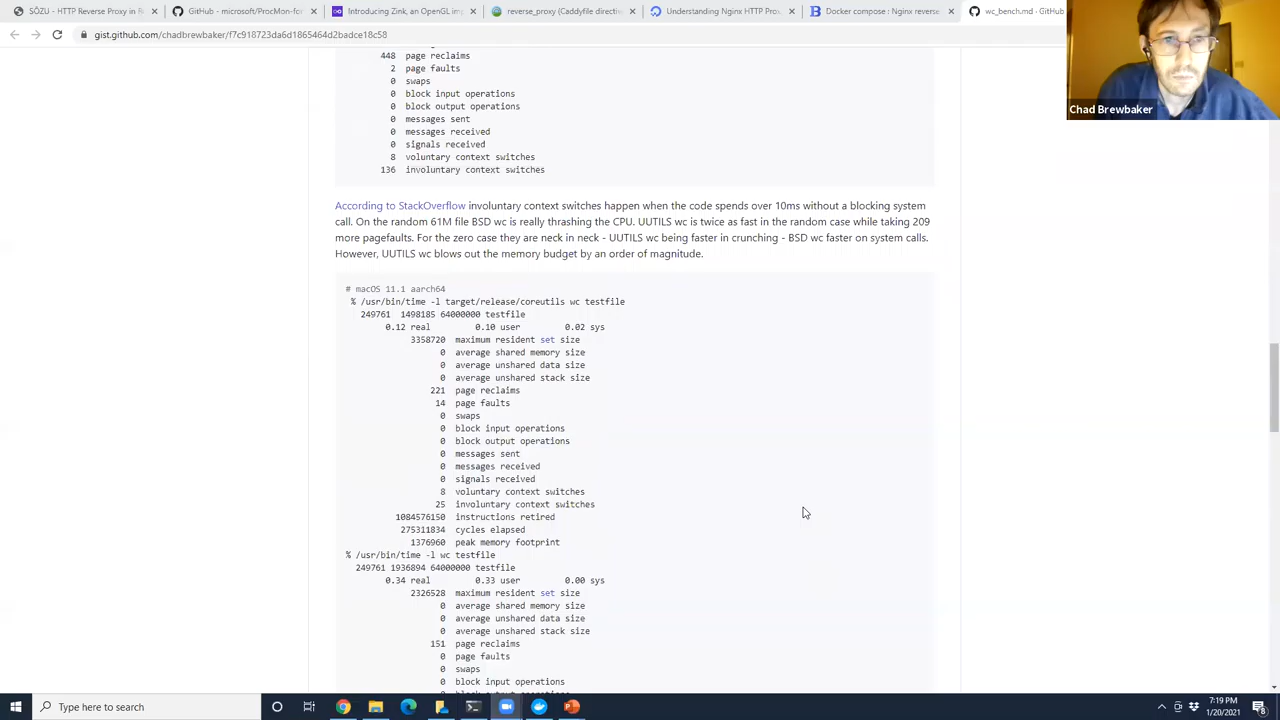 SŌZU - HTTP Reverse Proxy in R
GitHub - microsoft/ProcMon-for
Introducing Zink, an OpenGL im
reverse_proxy (Caddyfile directiv
Understanding Nginx HTTP Prox
Docker compose : Nginx reverse
wc_bench.md · GitHub
gist.github.com/chadbrewbaker/f7c918723da6d1865464d2badce18c58
448 page reclaims
2 page faults
0 swaps
0 block input operations
0 block output operations
0 messages sent
0 messages received
0 signals received
8 voluntary context switches
136 involuntary context switches
According to StackOverflow involuntary context switches happen when the code spends over 10ms without a blocking system
call. On the random 61M file BSD wc is really thrashing the CPU. UUTILS wc is twice as fast in the random case while taking 209
more pagefaults. For the zero case they are neck in neck - UUTILS wc being faster in crunching - BSD wc faster on system calls.
However, UUTILS wc blows out the memory budget by an order of magnitude.
# macOS 11.1 aarch64
% /usr/bin/time -l target/release/coreutils wc testfile
249761 1498185 64000000 testfile
0.12 real 0.10 user 0.02 sys
3358720 maximum resident set size
0 average shared memory size
0 average unshared data size
0 average unshared stack size
221 page reclaims
14 page faults
0 swaps
0 block input operations
0 block output operations
0 messages sent
0 messages received
0 signals received
8 voluntary context switches
25 involuntary context switches
1084576150 instructions retired
275311834 cycles elapsed
1376960 peak memory footprint
% /usr/bin/time -l wc testfile
249761 1936894 64000000 testfile
0.34 real 0.33 user 0.00 sys
2326528 maximum resident set size
0 average shared memory size
0 average unshared data size
0 average unshared stack size
151 page reclaims
0 page faults
0 swaps
0 block input operations
Chad Brewbaker
Type here to search
7:19 PM
1/20/2021
8